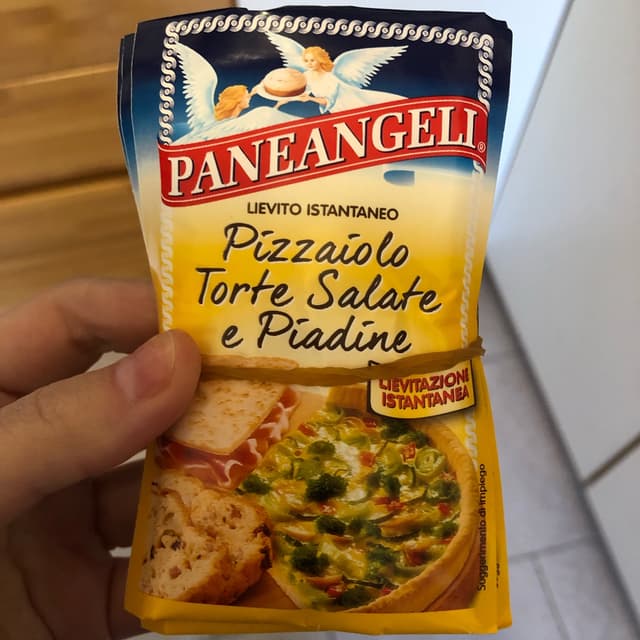 PANEANGELI®
LIEVITO ISTANTANEO
Pizzaiolo
Torte Salate
e Piadine
LIEVITAZIONE
ISTANTANEA
Suggerimento di impiego